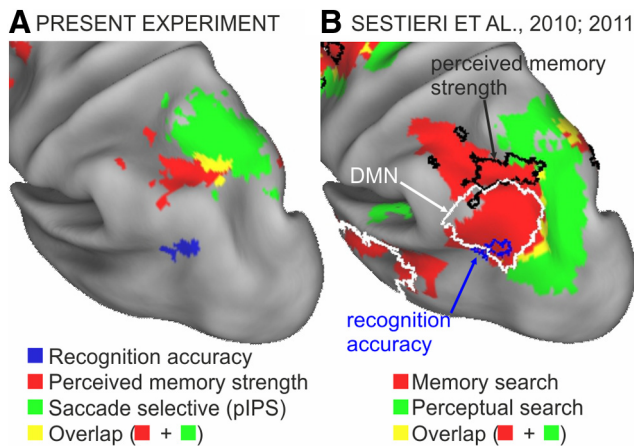 A PRESENT EXPERIMENT
B SESTIERI ET AL., 2010; 2011
perceived memory
strength
DMN
recognition
accuracy
Recognition accuracy
Perceived memory strength
Saccade selective (pIPS)
Overlap ( + )
Memory search
Perceptual search
Overlap ( + )